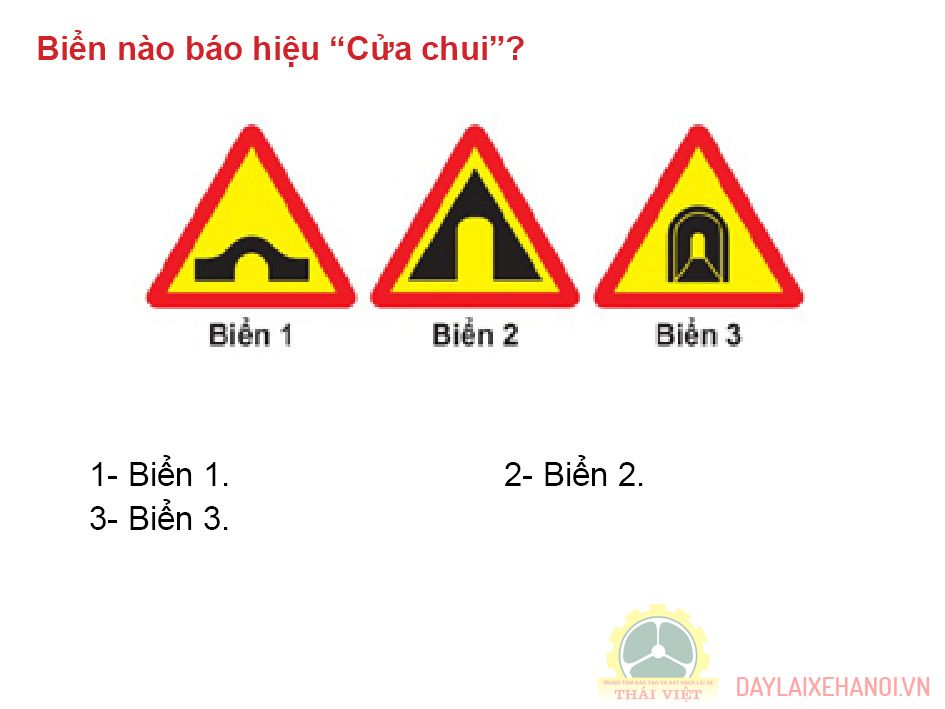 Biển nào báo hiệu “Cửa chui”?
Biển 1 Biển 2 Biển 3
1- Biển 1. 2- Biển 2.
3- Biển 3.
TRUNG TÂM ĐÀO TẠO VÀ SÁT HẠCH LÁI XE
THÁI VIỆT
DAYLAIXEHANOI.VN